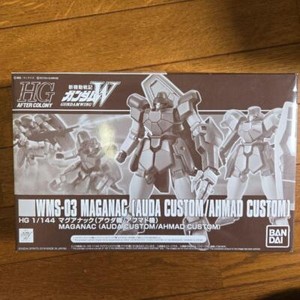 HG
AFTER COLONY
新機動戦記
ガンダムW
GUNDAM WING
WMS-03 MAGANAC (AUDA CUSTOM/AHMAD CUSTOM)
HG 1/144 マグアナック(アウダ機/アフマド機)
MAGANAC (AUDA CUSTOM/AHMAD CUSTOM)
BAN
DAI